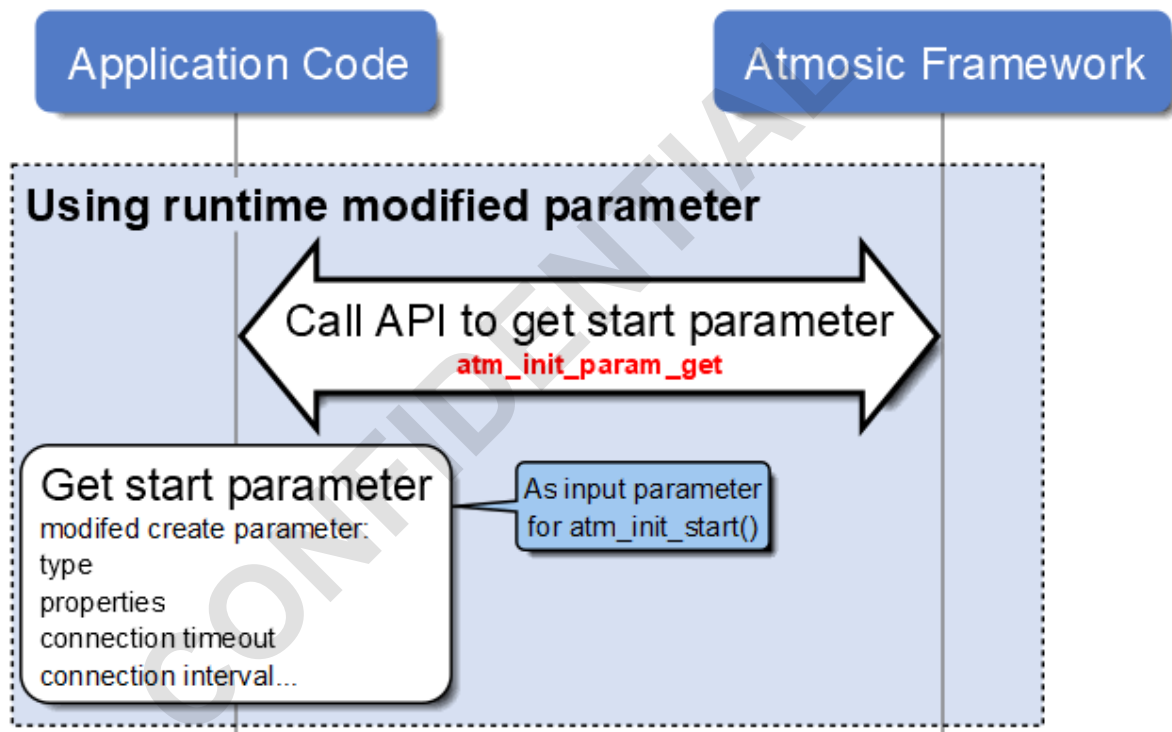 Application Code
Atmosic Framework
Using runtime modified parameter
Call API to get start parameter
atm_init_param_get
Get start parameter
modifed create parameter:
type
properties
connection timeout
connection interval...
As input parameter
for atm_init_start()
CONFIDENTIAL